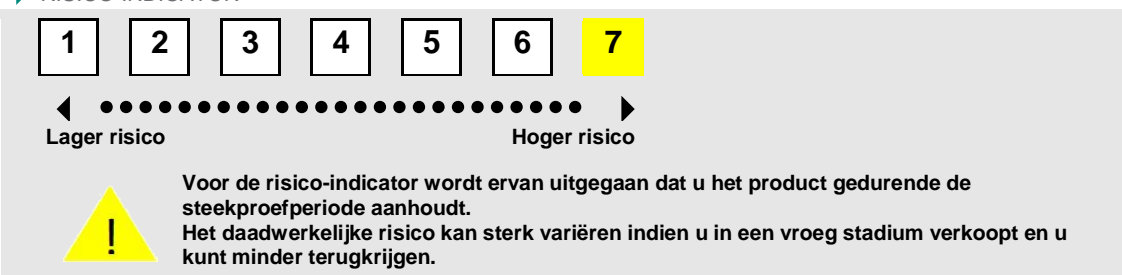 RISICO-INDICATOR
1 2 3 4 5 6 7
Lager risico Hoger risico
!
Voor de risico-indicator wordt ervan uitgegaan dat u het product gedurende de
steekproefperiode aanhoudt.
Het daadwerkelijke risico kan sterk variëren indien u in een vroeg stadium verkoopt en u
kunt minder terugkrijgen.